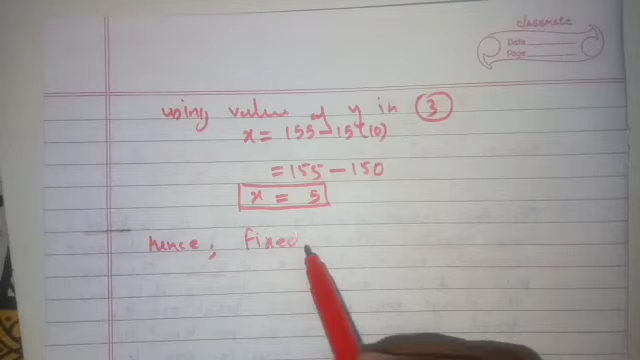 classmate
Date
Page
using value of y in 3
x = 155 - 15(10)
= 155 - 150
x = 5
hence, fixed